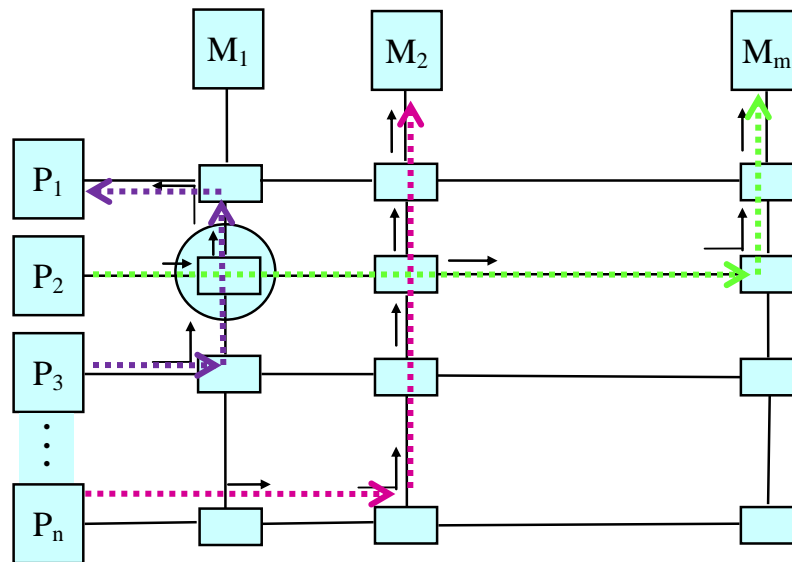 M₁ M₂ Mₘ
P₁
P₂
P₃
⋮
Pₙ